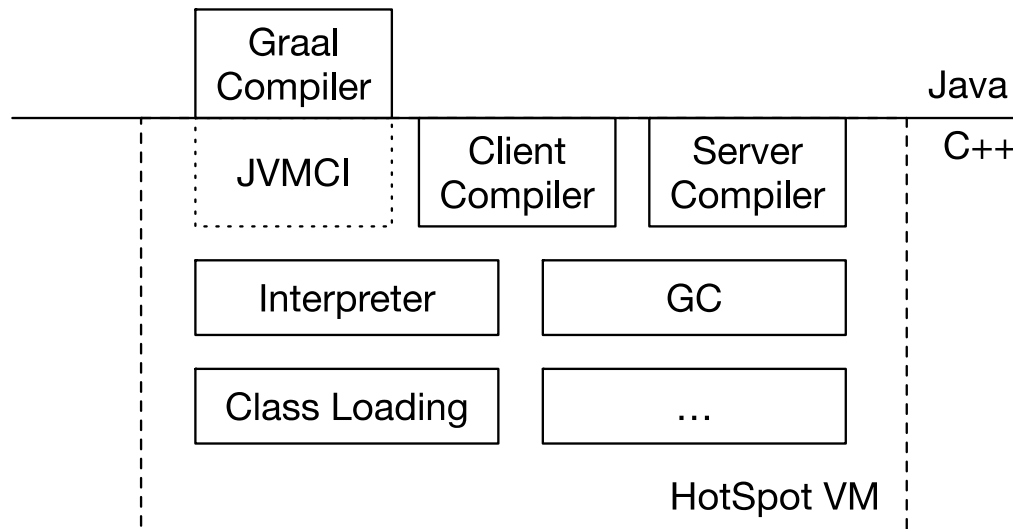 Graal
Compiler
Java
C++
JVMCI
Client
Compiler
Server
Compiler
Interpreter
GC
Class Loading
...
HotSpot VM